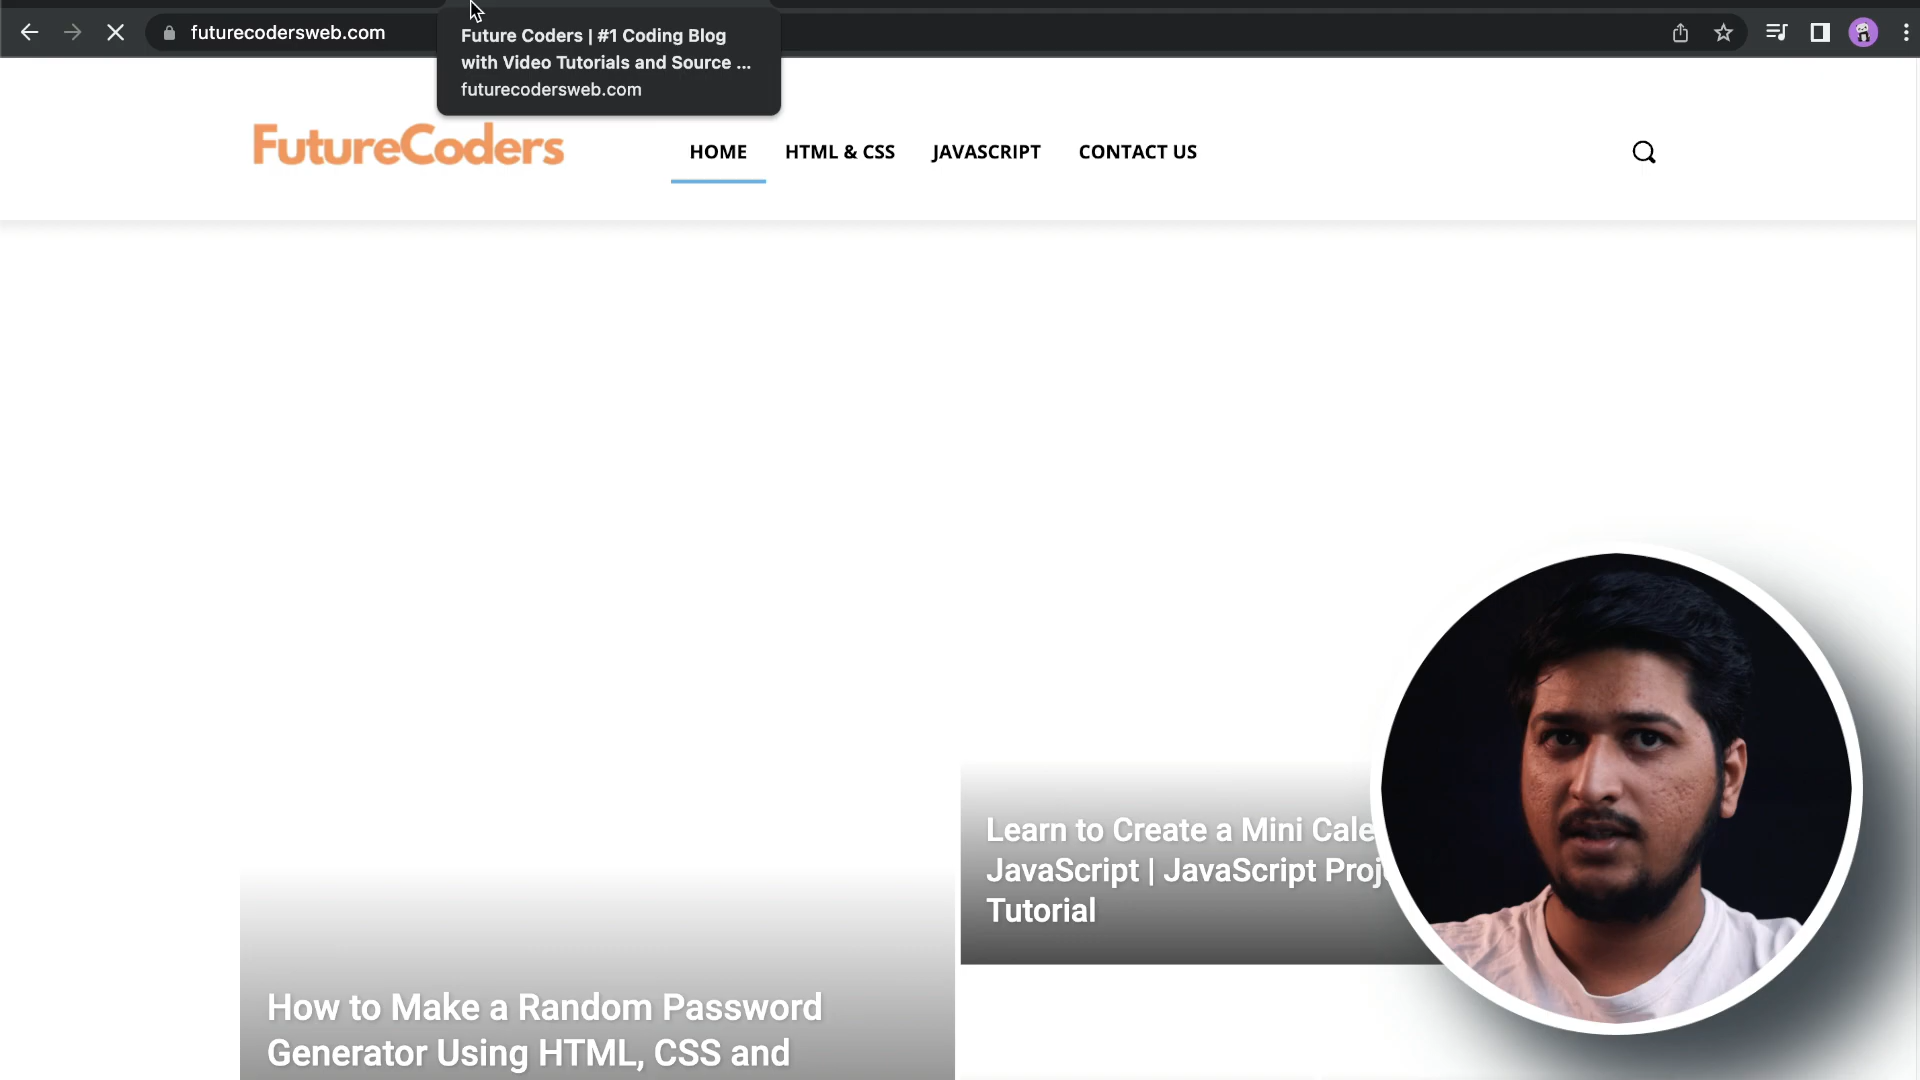 futurecodersweb.com
Future Coders | #1 Coding Blog
with Video Tutorials and Source ...
futurecodersweb.com
FutureCoders
HOME
HTML & CSS
JAVASCRIPT
CONTACT US
Learn to Create a Mini Cale
JavaScript | JavaScript Proj
Tutorial
How to Make a Random Password
Generator Using HTML, CSS and